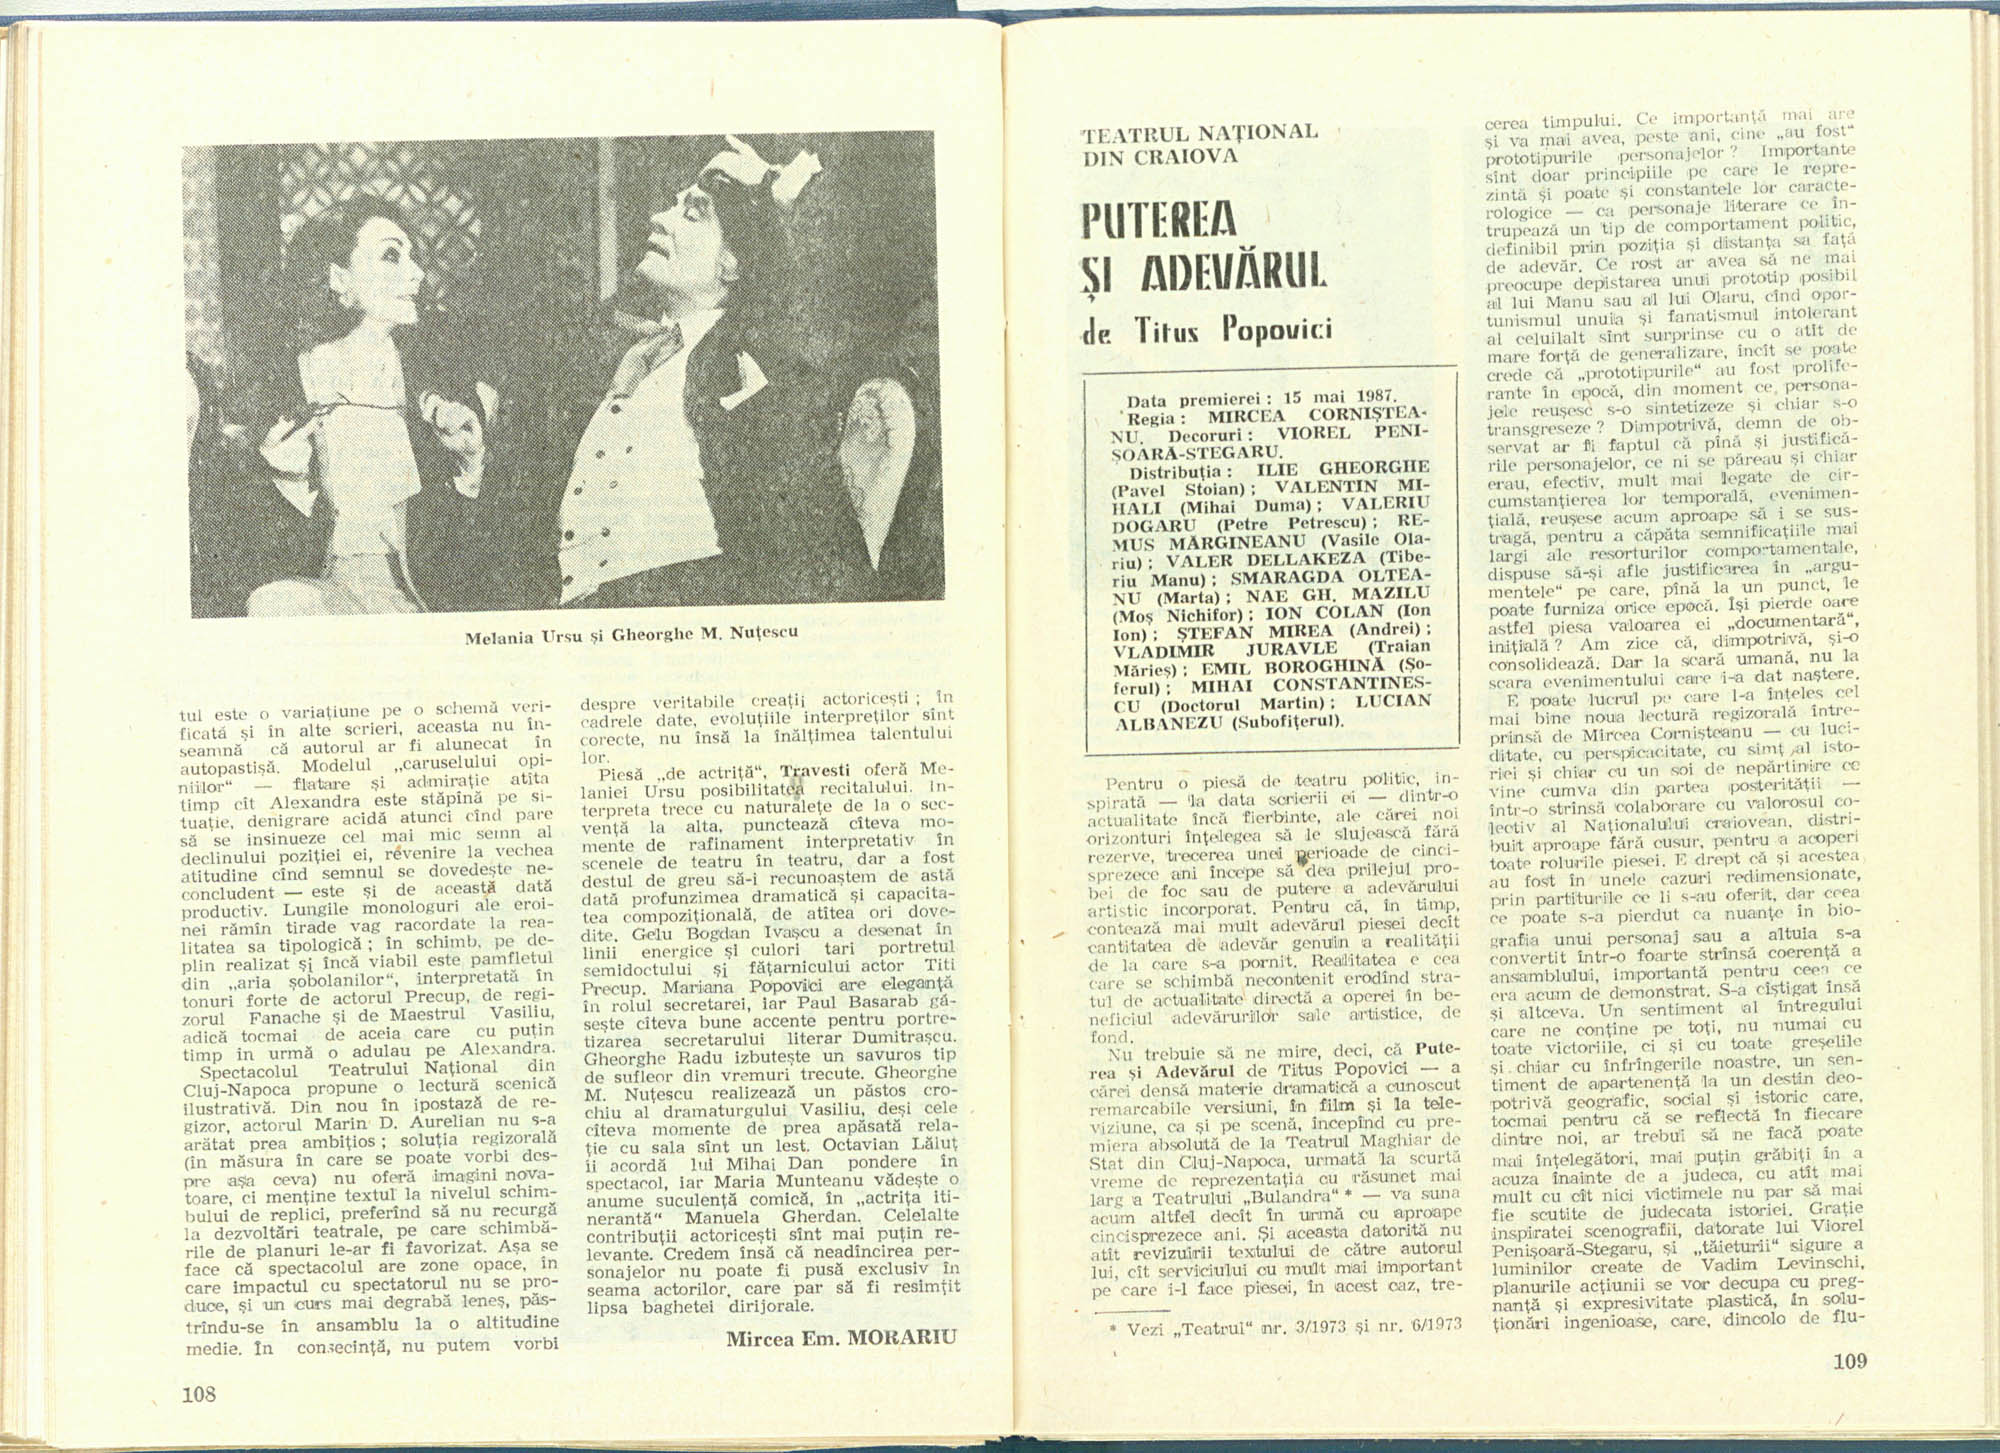 Melania Ursu și Gheorghe M. Nuțescu
tul este o variațiune pe o schemă veri-
ficată și în alte scrieri, aceasta nu în-
seamnă că autorul ar fi alunecat în
autopastișă. Modelul „caruselului opi-
niilor“ — flatare și admirație atîta
timp cît Alexandra este stăpînă pe si-
tuație, denigrare acidă atunci cînd pare
să se insinueze cel mai mic semn al
declinului poziției ei, revenire la vechea
atitudine cînd semnul se dovedește ne-
concludent — este și de această dată
productiv. Lungile monologuri ale eroi-
nei rămîn tirade vag racordate la rea-
litatea sa tipologică ; în schimb, pe de-
plin realizat și încă viabil este pamfletul
din „aria șobolanilor“, interpretată în
tonuri forte de actorul Precup, de regi-
zorul Fanache și de Maestrul Vasiliu,
adică tocmai de aceia care cu puțin
timp în urmă o adulau pe Alexandra.
Spectacolul Teatrului Național din
Cluj-Napoca propune o lectură scenică
ilustrativă. Din nou în ipostază de re-
gizor, actorul Marin D. Aurelian nu s-a
arătat prea ambițios ; soluția regizorală
(în măsura în care se poate vorbi des-
pre așa ceva) nu oferă imagini nova-
toare, ci menține textul la nivelul schim-
bului de replici, preferînd să nu recurgă
la dezvoltări teatrale, pe care schimbă-
rile de planuri le-ar fi favorizat. Așa se
face că spectacolul are zone opace, în
care impactul cu spectatorul nu se pro-
duce, și un curs mai degrabă leneș, păs-
trîndu-se în ansamblu la o altitudine
medie. În consecință, nu putem vorbi
despre veritabile creații actoricești ; în
cadrele date, evoluțiile interpreților sînt
corecte, nu însă la înălțimea talentului
lor.
Piesă „de actriță“, Travesti oferă Me-
laniei Ursu posibilitatea recitalului. In-
terpreta trece cu naturalețe de la o sec-
vență la alta, punctează cîteva mo-
mente de rafinament interpretativ în
scenele de teatru în teatru, dar a fost
destul de greu să-i recunoaștem de astă
dată profunzimea dramatică și capacita-
tea compozițională, de atîtea ori dove-
dite. Gelu Bogdan Ivașcu a desenat în
linii energice și culori tari portretul
semidoctului și fățarnicului actor Titi
Precup. Mariana Popovici are eleganță
în rolul secretarei, iar Paul Basarab gă-
sește cîteva bune accente pentru portre-
tizarea secretarului literar Dumitrașcu.
Gheorghe Radu izbutește un savuros tip
de sufleor din vremuri trecute. Gheorghe
M. Nuțescu realizează un păstos cro-
chiu al dramaturgului Vasiliu, deși cele
cîteva momente de prea apăsată rela-
ție cu sala sînt un lest. Octavian Lăluț
îi acordă lui Mihai Dan pondere în
spectacol, iar Maria Munteanu vădește o
anume suculență comică, în „actrița iti-
nerantă“ Manuela Gherdan. Celelalte
contribuții actoricești sînt mai puțin re-
levante. Credem însă că neadîncirea per-
sonajelor nu poate fi pusă exclusiv în
seama actorilor, care par să fi resimțit
lipsa baghetei dirijorale.
Mircea Em. MORARIU
108
TEATRUL NAȚIONAL
DIN CRAIOVA
PUTEREA
ȘI ADEVĂRUL
de Titus Popovici
Data premierei : 15 mai 1987.
Regia : MIRCEA CORNIȘTEA-
NU. Decoruri : VIOREL PENI-
ȘOARĂ-STEGARU.
Distribuția : ILIE GHEORGHE
(Pavel Stoian) ; VALENTIN MI-
HALI (Mihai Duma) ; VALERIU
DOGARU (Petre Petrescu) ; RE-
MUS MĂRGINEANU (Vasile Ola-
riu) ; VALER DELLAKEZA (Tibe-
riu Manu) ; SMARAGDA OLTEA-
NU (Marta) ; NAE GH. MAZILU
(Moș Nichifor) ; ION COLAN (Ion
Ion) ; ȘTEFAN MIREA (Andrei) ;
VLADIMIR JURAVLE (Traian
Mărieș) ; EMIL BOROGHINĂ (Șo-
ferul) ; MIHAI CONSTANTINES-
CU (Doctorul Martin) ; LUCIAN
ALBANEZU (Subofițerul).
Pentru o piesă de teatru politic, in-
spirată — la data scrierii ei — dintr-o
actualitate încă fierbinte, ale cărei noi
orizonturi înțelegea să le slujească fără
rezerve, trecerea unei perioade de cinci-
sprezece ani începe să dea prilejul pro-
bei de foc sau de putere a adevărului
artistic incorporat. Pentru că, în timp,
contează mai mult adevărul piesei decît
cantitatea de adevăr genuin a realității
de la care s-a pornit. Realitatea e cea
care se schimbă necontenit erodînd stra-
tul de actualitate directă a operei în be-
neficiul adevărurilor sale artistice, de
fond.
Nu trebuie să ne mire, deci, că Pute-
rea și Adevărul de Titus Popovici — a
cărei densă materie dramatică a cunoscut
remarcabile versiuni, în film și la tele-
viziune, ca și pe scenă, începînd cu pre-
miera absolută de la Teatrul Maghiar de
Stat din Cluj-Napoca, urmată la scurtă
vreme de reprezentația cu răsunet mai
larg a Teatrului „Bulandra“ * — va suna
acum altfel decît în urmă cu aproape
cincisprezece ani. Și aceasta datorită nu
atît revizuirii textului de către autorul
lui, cît serviciului cu mult mai important
pe care i-l face piesei, în acest caz, tre-
* Vezi „Teatrul“ nr. 3/1973 și nr. 6/1973
cerea timpului. Ce importanță mai are
și va mai avea, peste ani, cine „au fost“
prototipurile personajelor ? Importante
sînt doar principiile pe care le repre-
zintă și poate și constantele lor caracte-
rologice — ca personaje literare ce în-
trupează un tip de comportament politic,
definibil prin poziția și distanța sa față
de adevăr. Ce rost ar avea să ne mai
preocupe depistarea unui prototip posibil
al lui Manu sau al lui Olaru, cînd opor-
tunismul unuia și fanatismul intolerant
al celuilalt sînt surprinse cu o atît de
mare forță de generalizare, încît se poate
crede că „prototipurile“ au fost prolife-
rante în epocă, din moment ce persona-
jele reușesc s-o sintetizeze și chiar s-o
transgreseze ? Dimpotrivă, demn de ob-
servat ar fi faptul că pînă și justifică-
rile personajelor, ce ni se păreau și chiar
erau, efectiv, mult mai legate de cir-
cumstanțierea lor temporală, evenimen-
țială, reușesc acum aproape să i se sus-
tragă, pentru a căpăta semnificațiile mai
largi ale resorturilor comportamentale,
dispuse să-și afle justificarea în „argu-
mentele“ pe care, pînă la un punct, le
poate furniza orice epocă. Își pierde oare
astfel piesa valoarea ei „documentară“,
inițială ? Am zice că, dimpotrivă, și-o
consolidează. Dar la scară umană, nu la
scara evenimentului care i-a dat naștere.
E poate lucrul pe care l-a înțeles cel
mai bine noua lectură regizorală între-
prinsă de Mircea Cornișteanu — cu luci-
ditate, cu perspicacitate, cu simț al isto-
riei și chiar cu un soi de nepărtinire ce
vine cumva din partea posterității —
într-o strînsă colaborare cu valorosul co-
lectiv al Naționalului craiovean, distri-
buit aproape fără cusur, pentru a acoperi
toate rolurile piesei. E drept că și acestea
au fost în unele cazuri redimensionate,
prin partiturile ce li s-au oferit, dar ceea
ce poate s-a pierdut ca nuanțe în bio-
grafia unui personaj sau a altuia s-a
convertit într-o foarte strînsă coerență a
ansamblului, importantă pentru ceea ce
era acum de demonstrat. S-a cîștigat însă
și altceva. Un sentiment al întregului
care ne conține pe toți, nu numai cu
toate victoriile, ci și cu toate greșelile
și chiar cu înfrîngerile noastre, un sen-
timent de apartenență la un destin deo-
potrivă geografic, social și istoric care,
tocmai pentru că se reflectă în fiecare
dintre noi, ar trebui să ne facă poate
mai înțelegători, mai puțin grăbiți în a
acuza înainte de a judeca, cu atît mai
mult cu cît nici victimele nu par să mai
fie scutite de judecata istoriei. Grație
inspiratei scenografii, datorate lui Viorel
Penișoară-Stegaru, și „tăieturii“ sigure a
luminilor create de Vadim Levinschi,
planurile acțiunii se vor decupa cu preg-
nanță și expresivitate plastică, în solu-
ționări ingenioase, care, dincolo de flu-
109